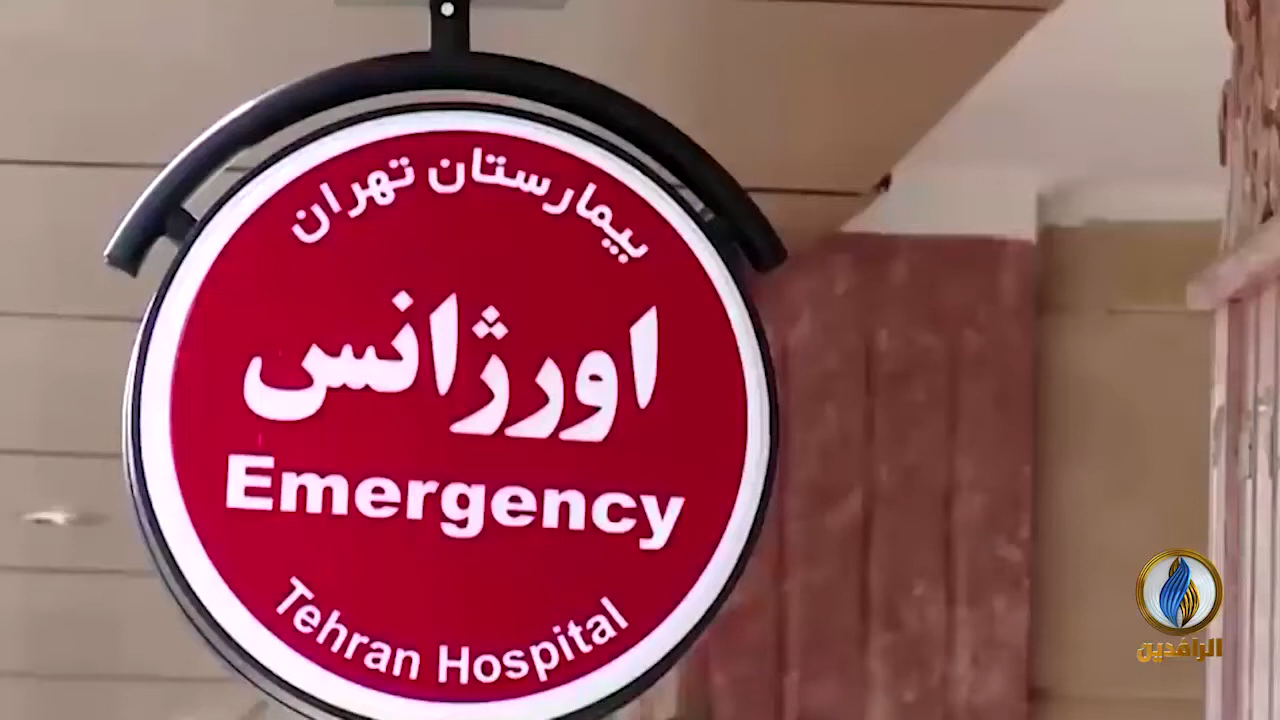 بیمارستان تهران
اورژانس
Emergency
Tehran Hospital
الرافدين